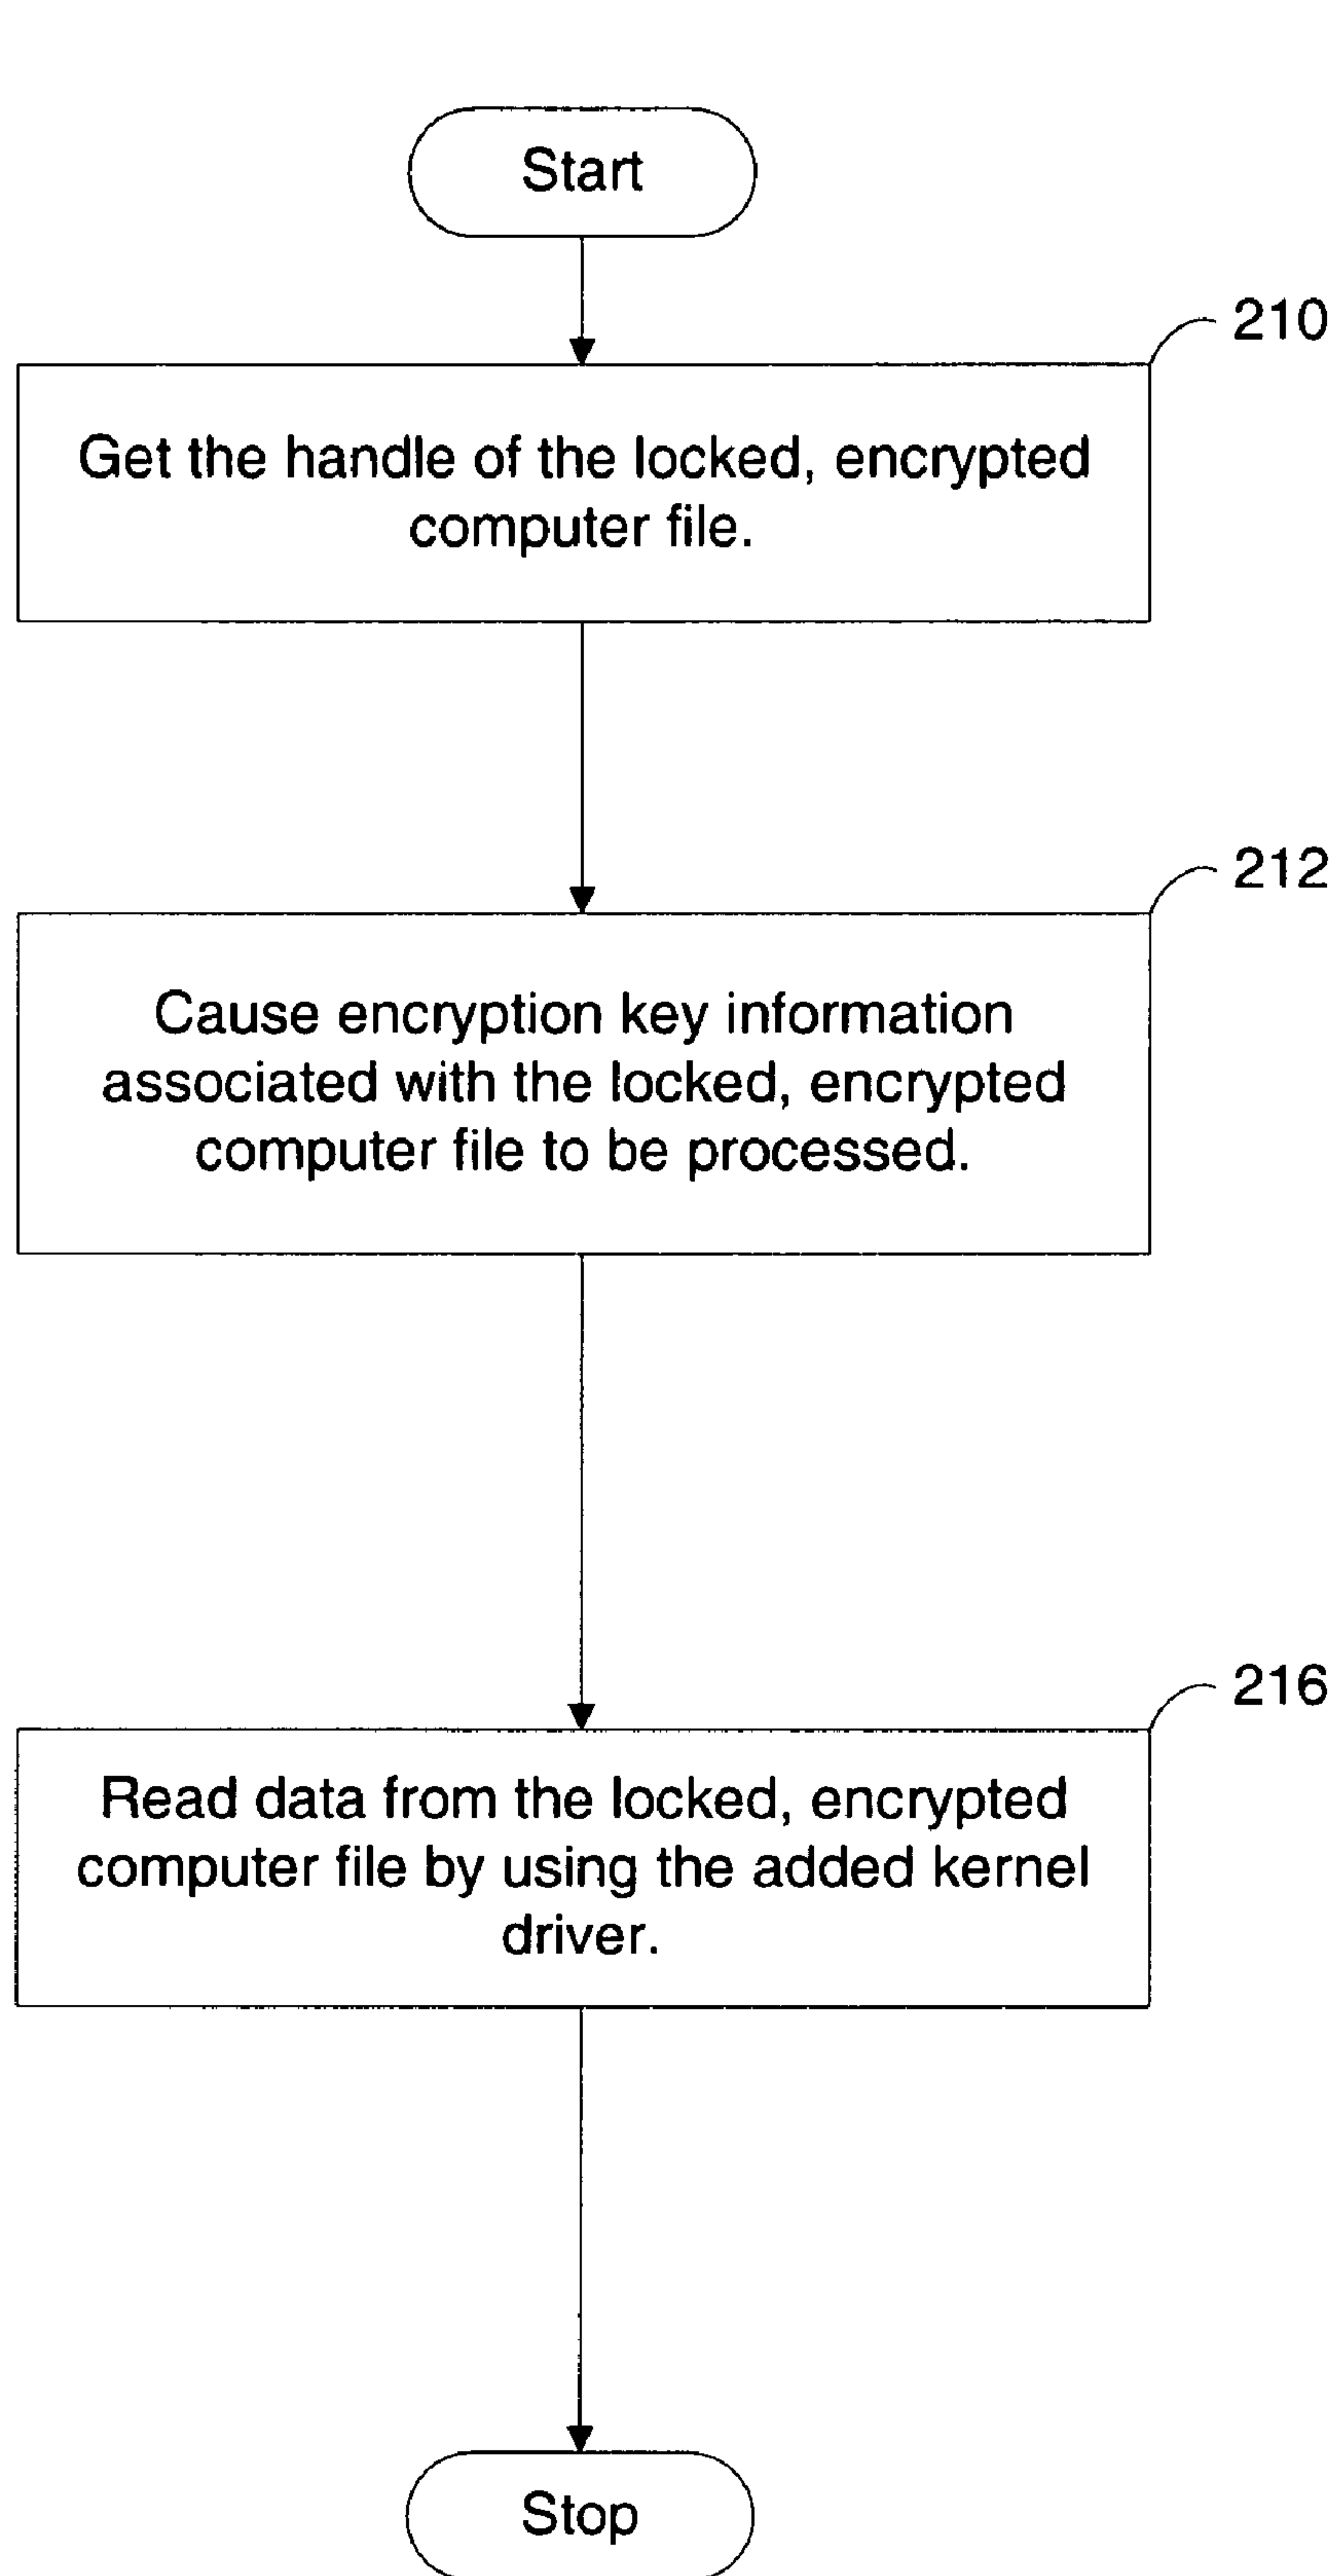 Start
210
Get the handle of the locked, encrypted
computer file.
212
Cause encryption key information
associated with the locked, encrypted
computer file to be processed.
216
Read data from the locked, encrypted
computer file by using the added kernel
driver.
Stop